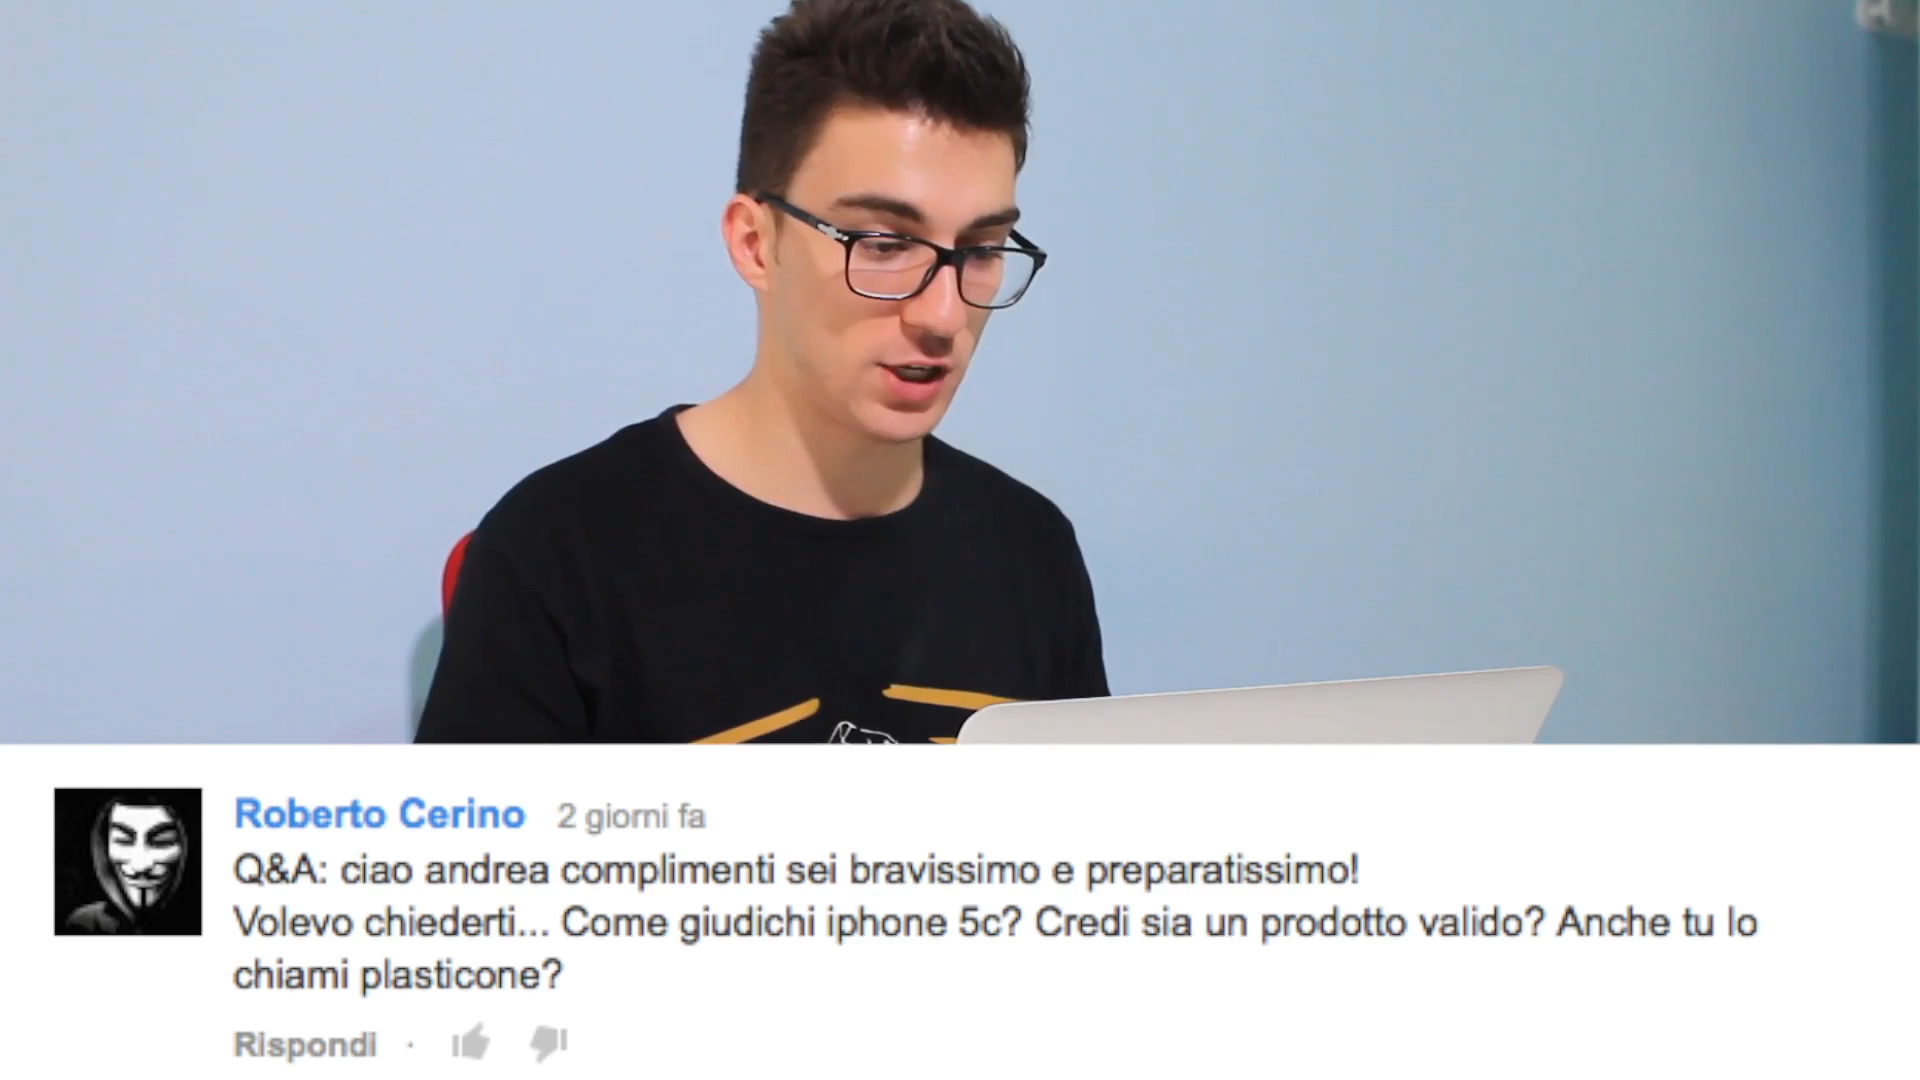 Roberto Cerino 2 giorni fa
Q&A: ciao andrea complimenti sei bravissimo e preparatissimo!
Volevo chiederti... Come giudichi iphone 5c? Credi sia un prodotto valido? Anche tu lo
chiami plasticone?
Rispondi ·